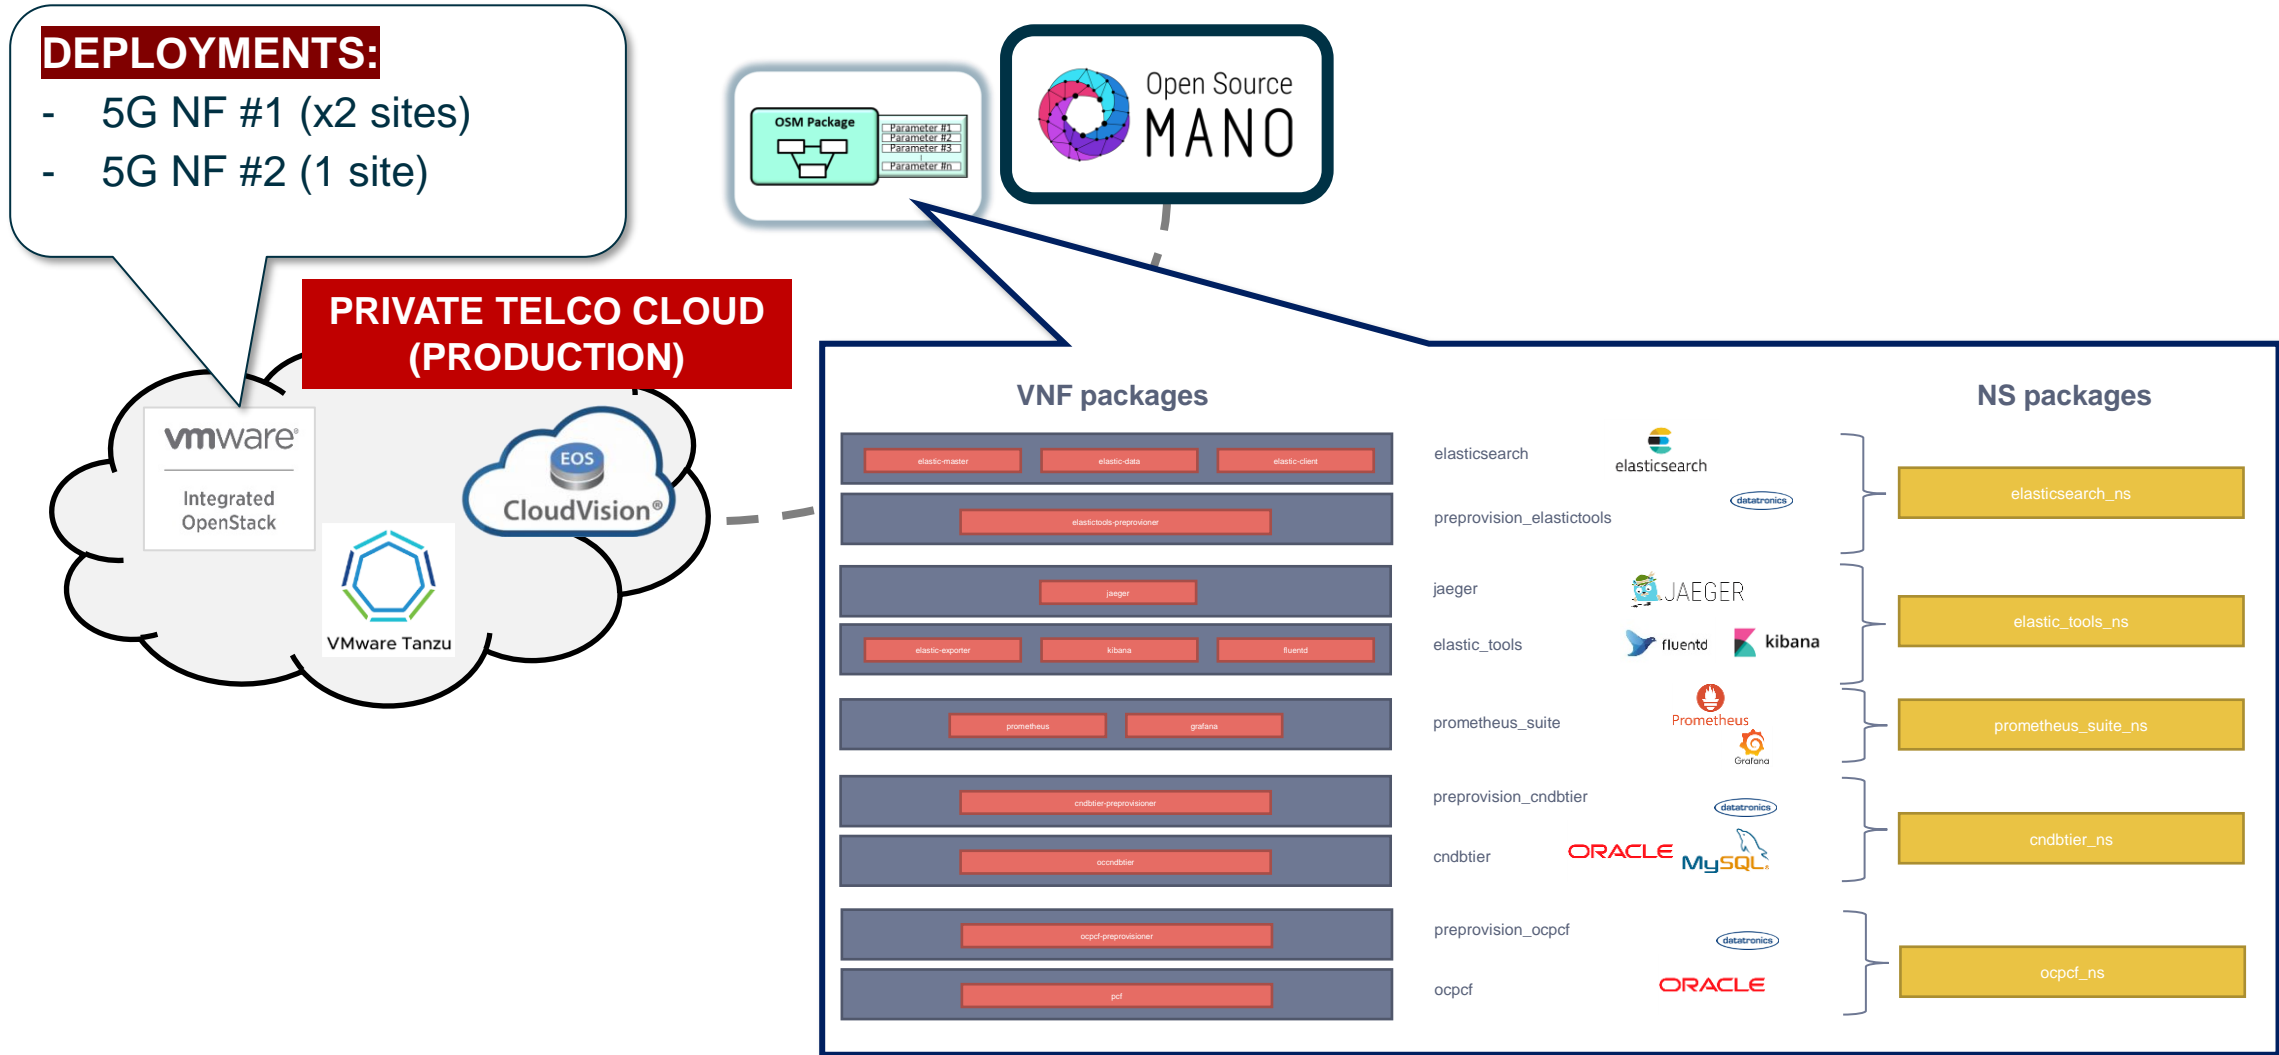 DEPLOYMENTS:
- 5G NF #1 (x2 sites)
- 5G NF #2 (1 site)
OSM Package
Parameter #1
Parameter #2
Parameter #3
Parameter #n
Open Source
MANO
PRIVATE TELCO CLOUD
(PRODUCTION)
vmware®
Integrated
OpenStack
EOS
CloudVision®
VMware Tanzu
VNF packages
NS packages
elastic-master
elastic-data
elastic-client
elasticsearch
elasticsearch
elasticsearch_ns
elastictools-preprovioner
preprovision_elastictools
datatronics
jaeger
jaeger
JAEGER
elastic_tools_ns
elastic-exporter
kibana
fluentd
elastic_tools
fluentd
kibana
prometheus
grafana
prometheus_suite
Prometheus
Grafana
prometheus_suite_ns
cndbtier-preprovisioner
preprovision_cndbtier
datatronics
cndbtier_ns
occndbtier
cndbtier
ORACLE
MySQL®
ocpcf-preprovisioner
preprovision_ocpcf
datatronics
ocpcf_ns
pcf
ocpcf
ORACLE